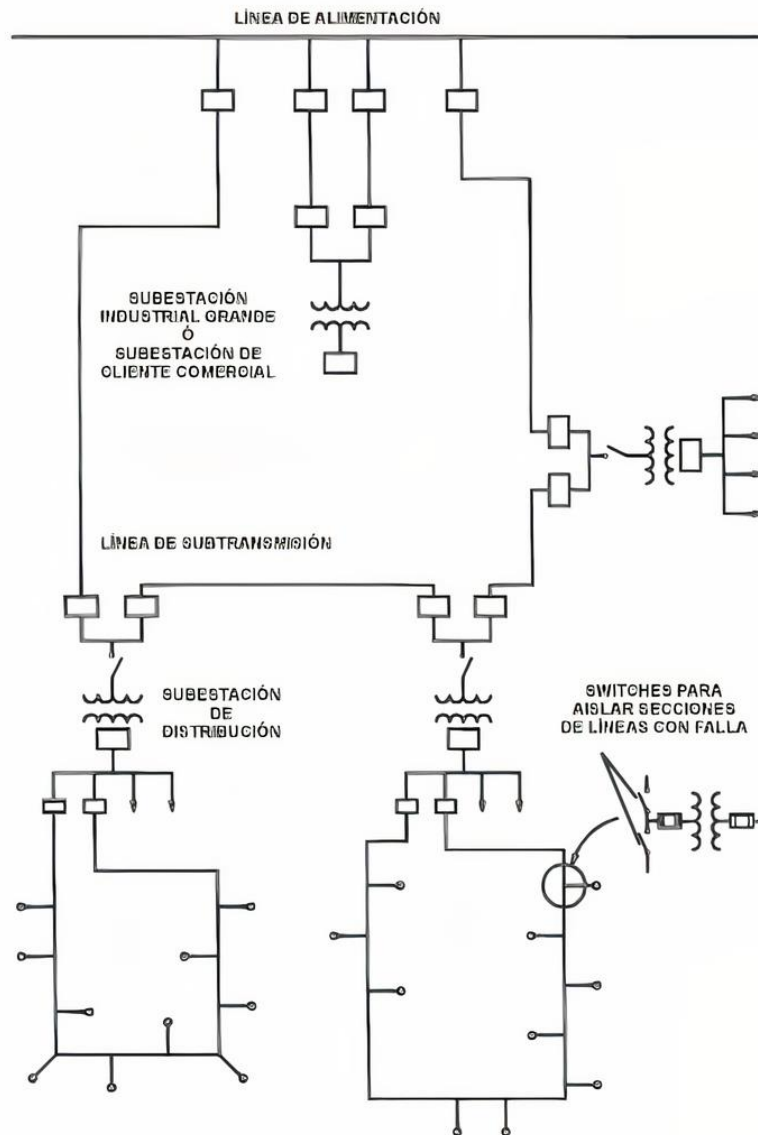 LÍNEA DE ALIMENTACIÓN
SUBESTACIÓN
INDUSTRIAL GRANDE
Ó
SUBESTACIÓN DE
CLIENTE COMERCIAL
LÍNEA DE SUBTRANSMISIÓN
SUBESTACIÓN
DE
DISTRIBUCIÓN
SWITCHES PARA
AISLAR SECCIONES
DE LÍNEAS CON FALLA